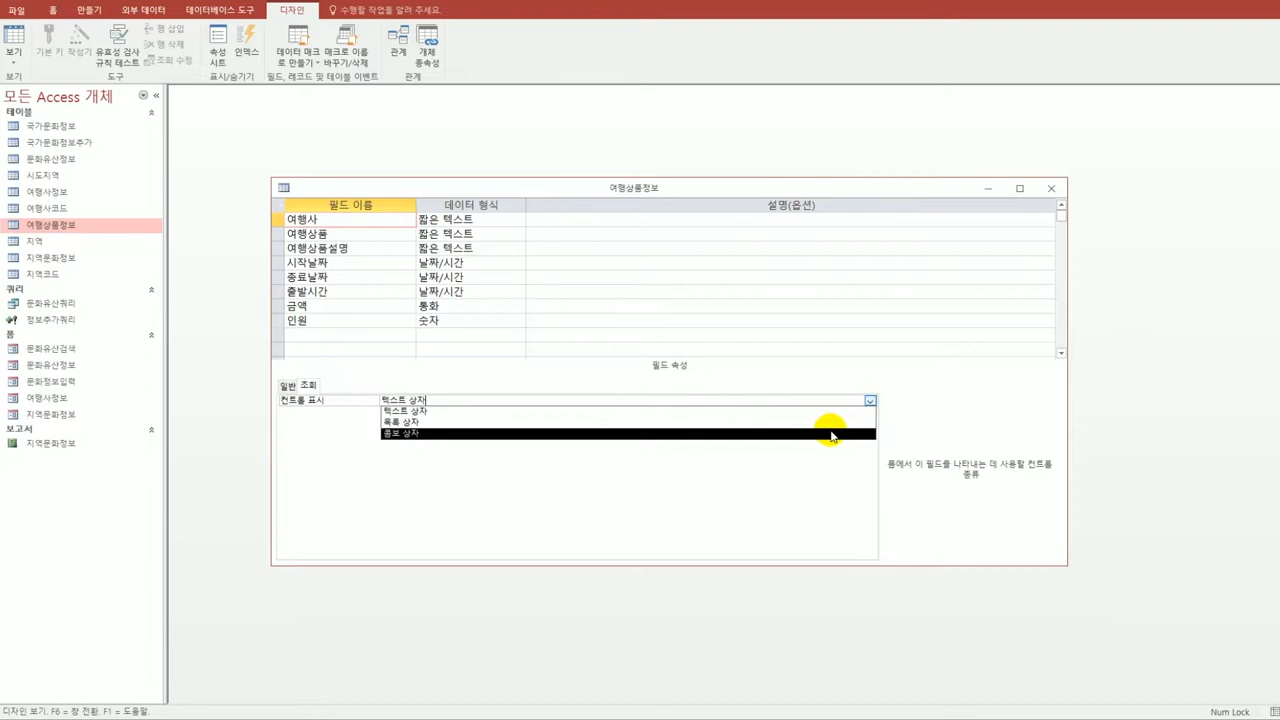 파일 홈 만들기 외부 데이터 데이터베이스 도구 디자인 수행할 작업을 알려 주세요.
보기 기본 키 작성기 유효성 검사 규칙 테스트 행 삽입 행 삭제 조회 수정 속성 시트 인덱스 데이터 매크로 만들기 매크로 이름 바꾸기/삭제 관계 개체 종속성
보기 도구 표시/숨기기 필드, 레코드 및 테이블 이벤트 관계
모든 Access 개체
테이블
국가문화정보
국가문화정보추가
문화유산정보
시도지역
여행사정보
여행사코드
여행상품정보
지역
지역문화정보
지역코드
쿼리
문화유산쿼리
정보추가쿼리
폼
문화유산검색
문화유산정보
문화정보입력
여행사정보
지역문화정보
보고서
지역문화정보
여행상품정보
필드 이름 데이터 형식 설명(옵션)
여행사 짧은 텍스트
여행상품 짧은 텍스트
여행상품설명 짧은 텍스트
시작날짜 날짜/시간
종료날짜 날짜/시간
출발시간 날짜/시간
금액 통화
인원 숫자
필드 속성
일반 조회
컨트롤 표시 텍스트 상자
텍스트 상자
목록 상자
콤보 상자
폼에서 이 필드를 나타내는 데 사용할 컨트롤
종류
디자인 보기. F6 = 창 전환. F1 = 도움말.
Num Lock